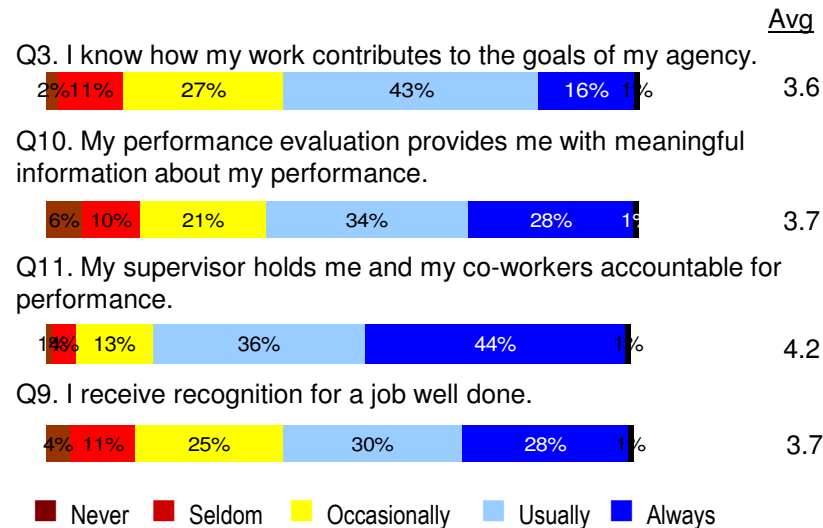 Avg
Q3. I know how my work contributes to the goals of my agency.
2% 11% 27% 43% 16% 1% 3.6
Q10. My performance evaluation provides me with meaningful
information about my performance.
6% 10% 21% 34% 28% 1% 3.7
Q11. My supervisor holds me and my co-workers accountable for
performance.
1% 4% 13% 36% 44% 1% 4.2
Q9. I receive recognition for a job well done.
4% 11% 25% 30% 28% 1% 3.7
Never Seldom Occasionally Usually Always